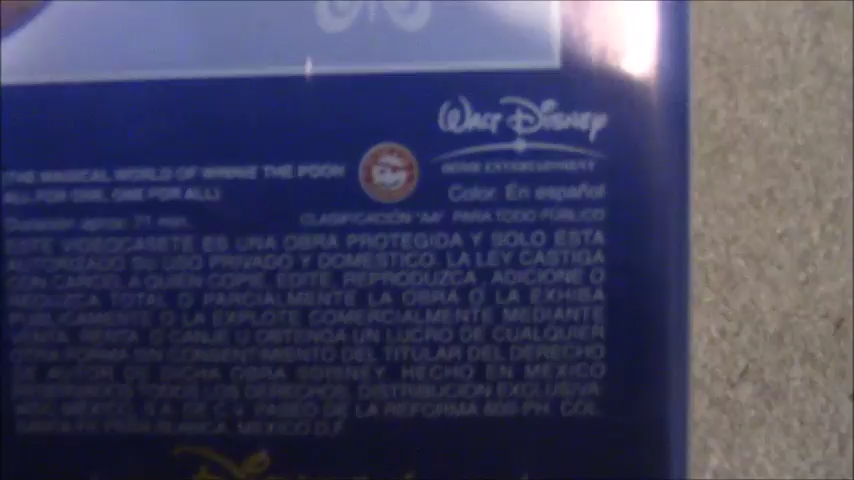 WALT DISNEY
HOME ENTERTAINMENT
(THE MAGICAL WORLD OF WINNIE THE POOH
ALL FOR ONE, ONE FOR ALL)
Color. En español
Duración aprox. 71 min.
CLASIFICACIÓN "AA" PARA TODO PÚBLICO
ESTE VIDEOCASETE ES UNA OBRA PROTEGIDA Y SOLO ESTA
AUTORIZADO SU USO PRIVADO Y DOMESTICO. LA LEY CASTIGA
CON CARCEL A QUIEN COPIE, EDITE, REPRODUZCA, ADICIONE O
REDUZCA TOTAL O PARCIALMENTE LA OBRA O LA EXHIBA
PUBLICAMENTE O LA EXPLOTE COMERCIALMENTE MEDIANTE
VENTA, RENTA O CANJE U OBTENGA UN LUCRO DE CUALQUIER
OTRA FORMA SIN CONSENTIMIENTO DEL TITULAR DEL DERECHO
DE AUTOR DE DICHA OBRA ©DISNEY. HECHO EN MEXICO
TODOS LOS DERECHOS. DISTRIBUCION EXCLUSIVA:
MEXICO, S.A. DE C.V. PASEO DE LA REFORMA PH. COL.
SANTA FE PEÑA BLANCA, MEXICO D.F.